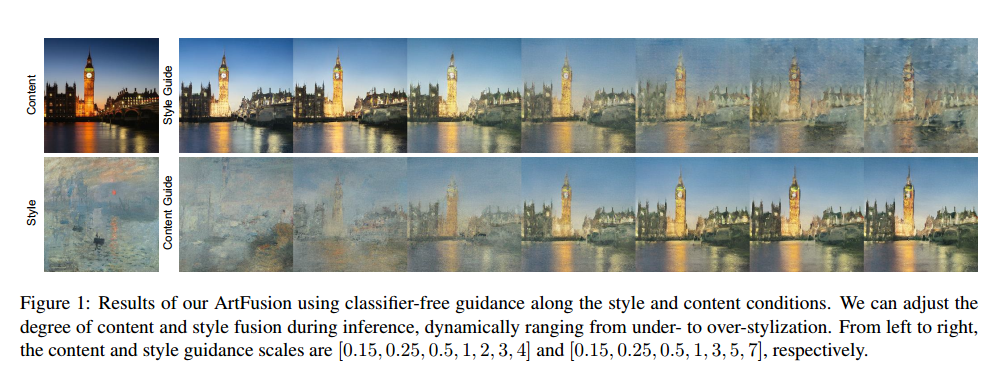 Content
Style Guide
Style
Content Guide
Figure 1: Results of our ArtFusion using classifier-free guidance along the style and content conditions. We can adjust the
degree of content and style fusion during inference, dynamically ranging from under- to over-stylization. From left to right,
the content and style guidance scales are [0.15, 0.25, 0.5, 1, 2, 3, 4] and [0.15, 0.25, 0.5, 1, 3, 5, 7], respectively.